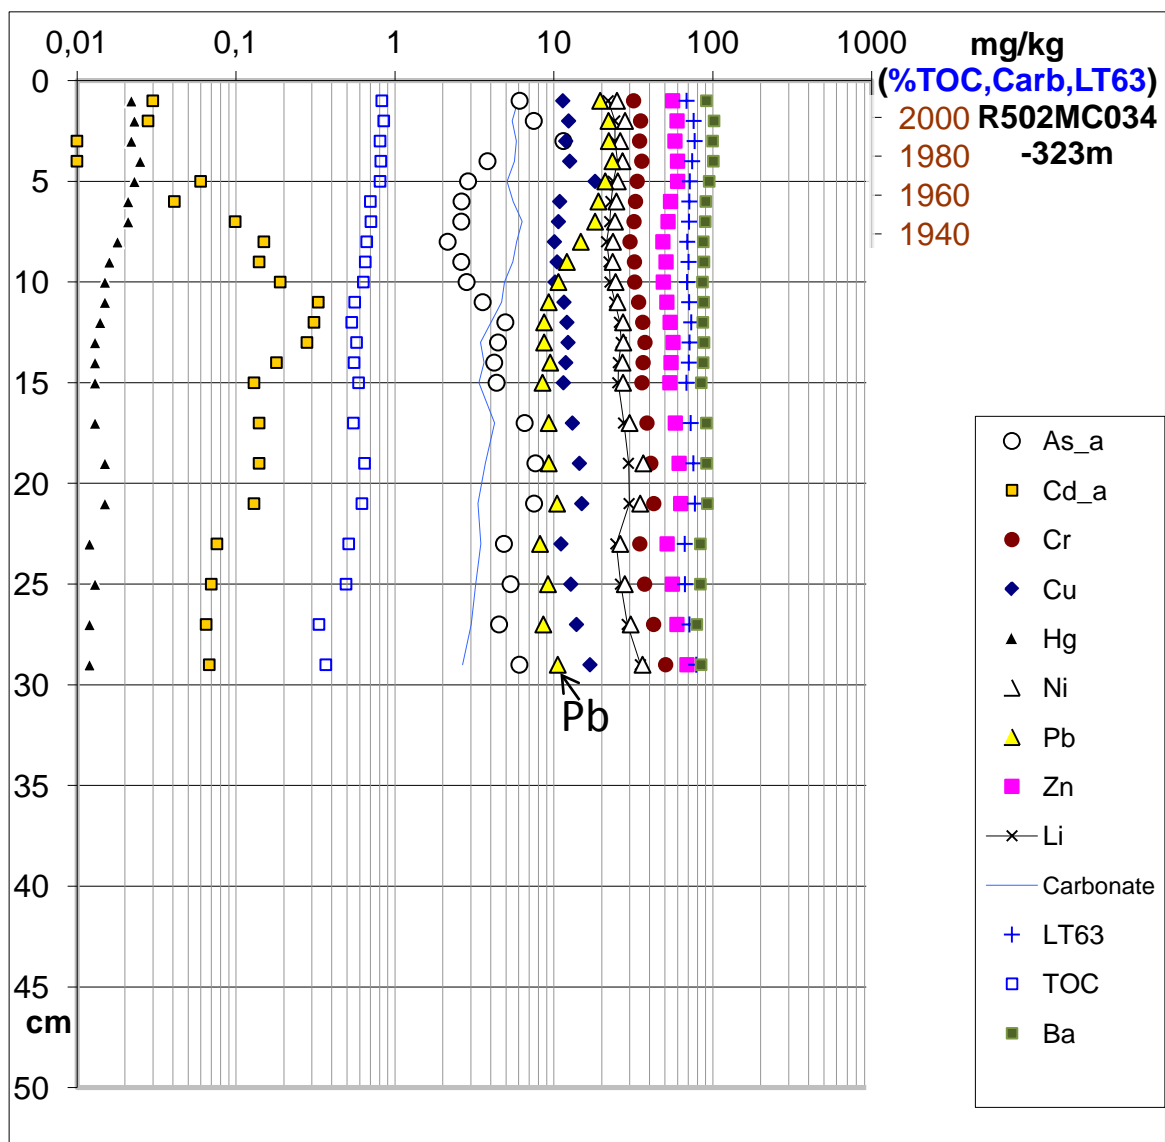 0,01 0,1 1 10 100 1000 mg/kg
(%TOC,Carb,LT63)
0
2000 R502MC034
1980 -323m
5
1960
1940
10
15
20
25
30
Pb
35
40
45
cm
50
As_a
Cd_a
Cr
Cu
Hg
Ni
Pb
Zn
Li
Carbonate
LT63
TOC
Ba